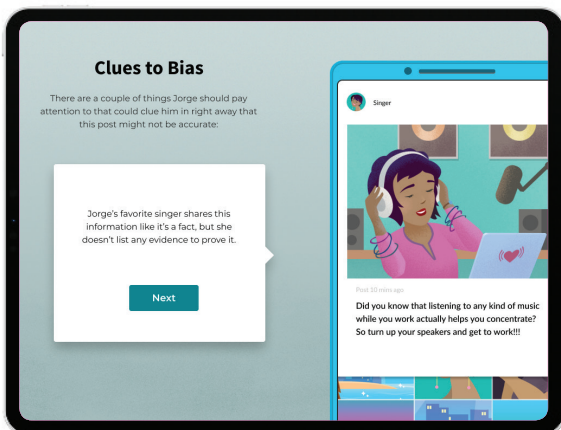 Clues to Bias
There are a couple of things Jorge should pay
attention to that could clue him in right away that
this post might not be accurate:
Jorge's favorite singer shares this
information like it's a fact, but she
doesn't list any evidence to prove it.
Next
Singer
Post 10 mins ago
Did you know that listening to any kind of music
while you work actually helps you concentrate?
So turn up your speakers and get to work!!!